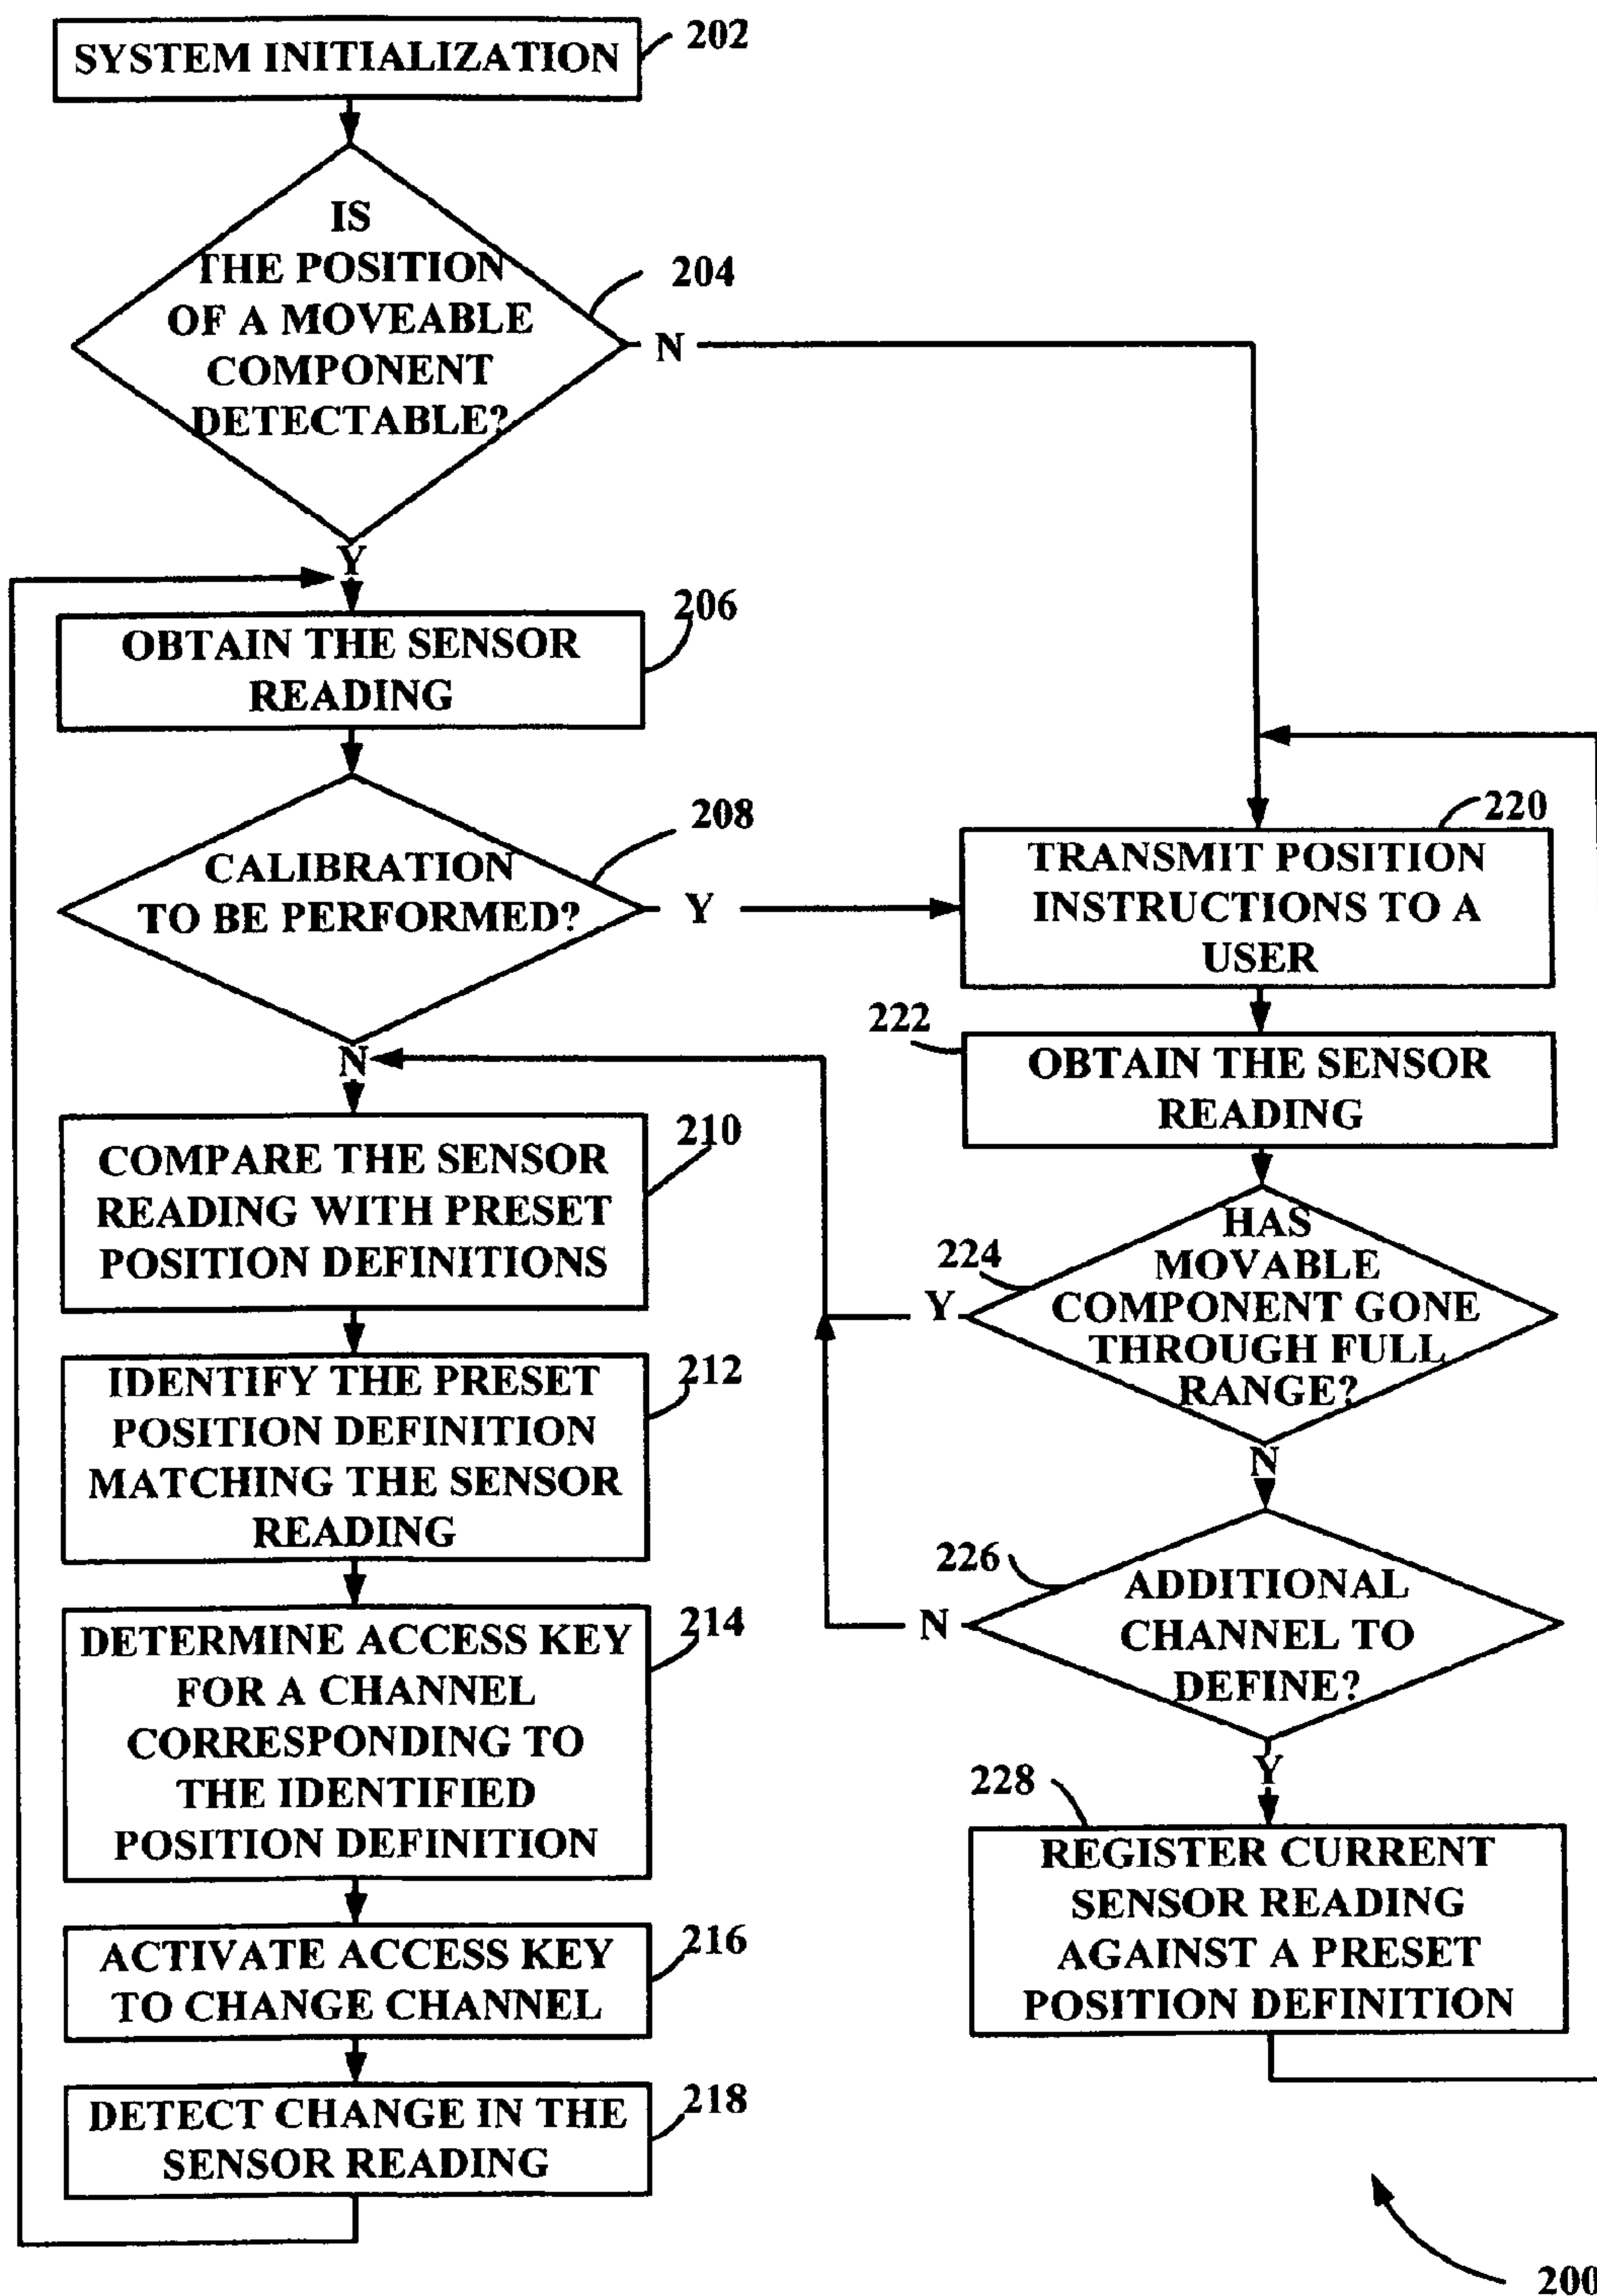 SYSTEM INITIALIZATION
202
IS
THE POSITION
OF A MOVEABLE
COMPONENT
DETECTABLE?
204
N
Y
OBTAIN THE SENSOR
READING
206
CALIBRATION
TO BE PERFORMED?
208
Y
N
COMPARE THE SENSOR
READING WITH PRESET
POSITION DEFINITIONS
210
IDENTIFY THE PRESET
POSITION DEFINITION
MATCHING THE SENSOR
READING
212
DETERMINE ACCESS KEY
FOR A CHANNEL
CORRESPONDING TO
THE IDENTIFIED
POSITION DEFINITION
214
ACTIVATE ACCESS KEY
TO CHANGE CHANNEL
216
DETECT CHANGE IN THE
SENSOR READING
218
220
TRANSMIT POSITION
INSTRUCTIONS TO A
USER
222
OBTAIN THE SENSOR
READING
224
HAS
MOVABLE
COMPONENT GONE
THROUGH FULL
RANGE?
Y
N
226
ADDITIONAL
CHANNEL TO
DEFINE?
N
Y
228
REGISTER CURRENT
SENSOR READING
AGAINST A PRESET
POSITION DEFINITION
200